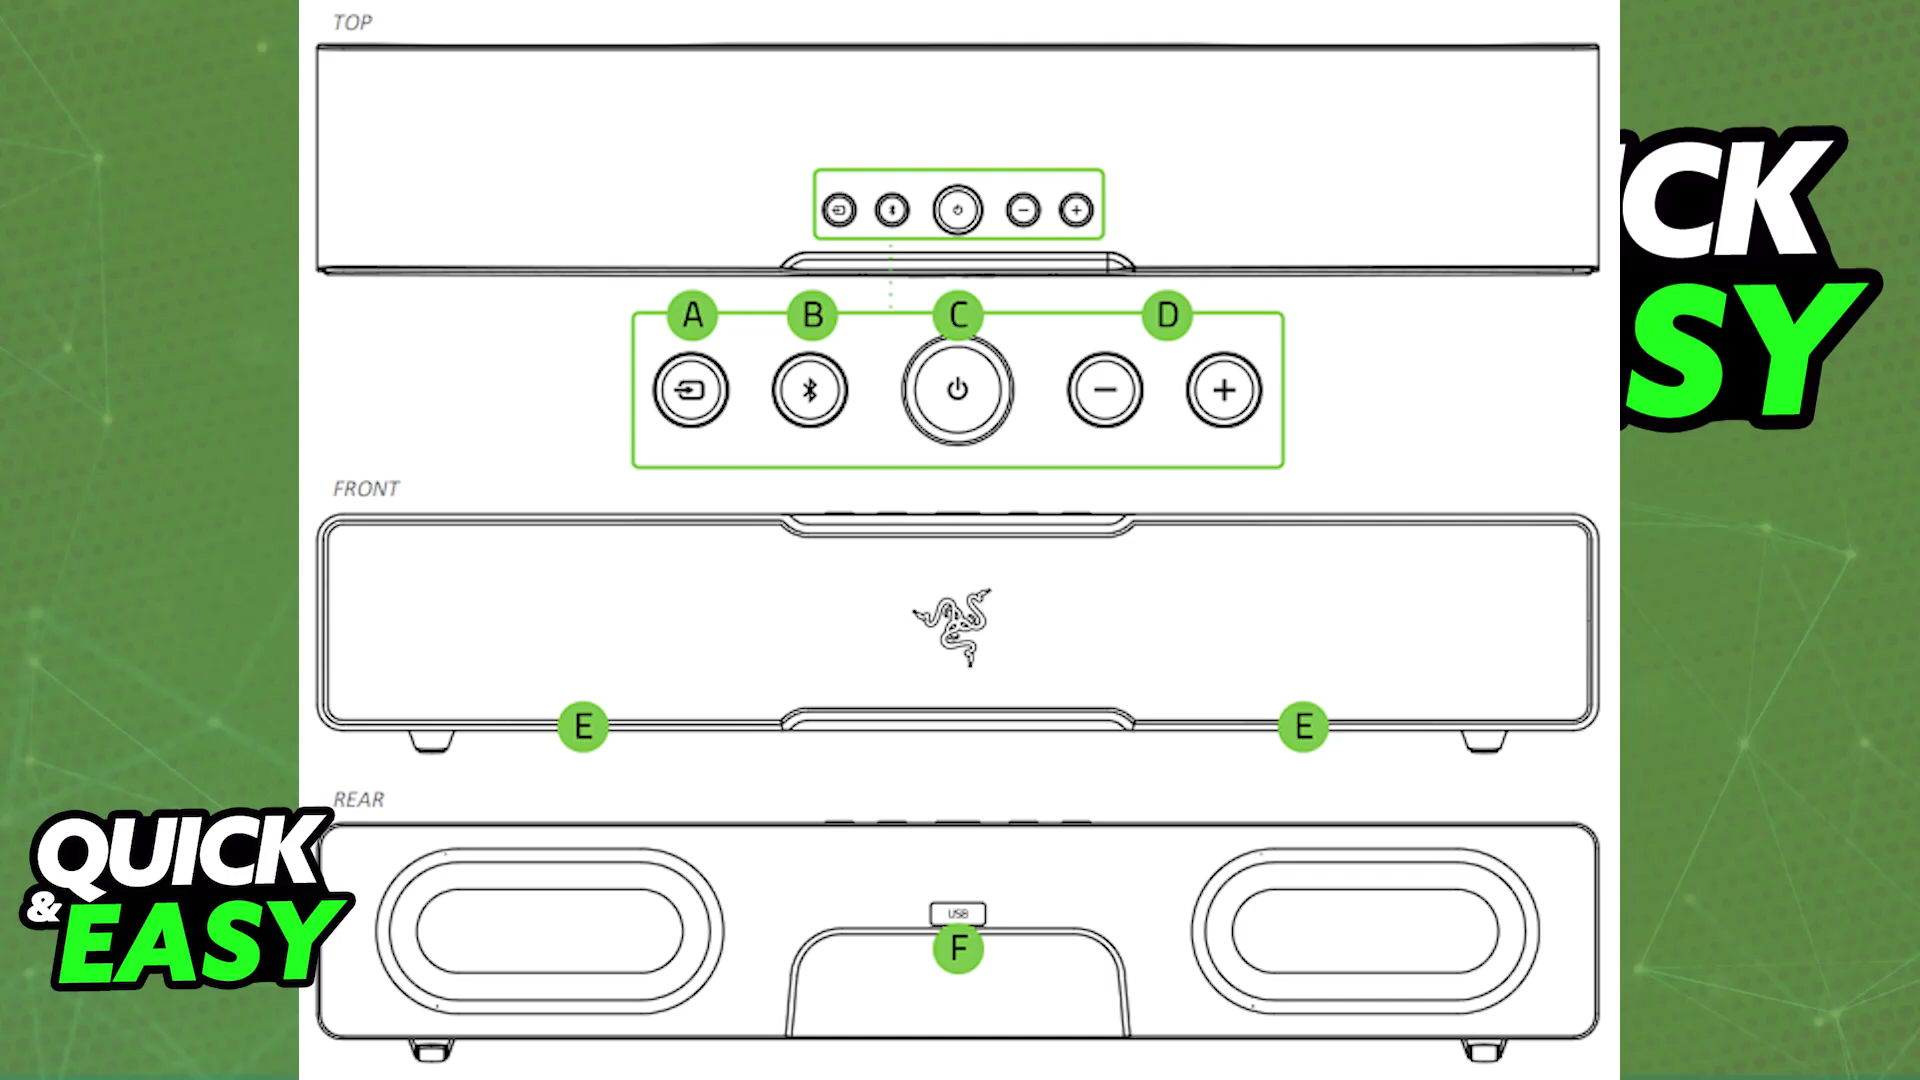 TOP
A B C D
FRONT
E E
REAR
USB
F
CK
SY
QUICK
& EASY